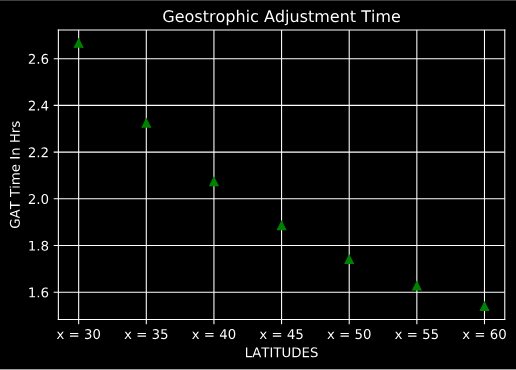 Geostrophic Adjustment Time
GAT Time In Hrs
2.6
2.4
2.2
2.0
1.8
1.6
x = 30 x = 35 x = 40 x = 45 x = 50 x = 55 x = 60
LATITUDES